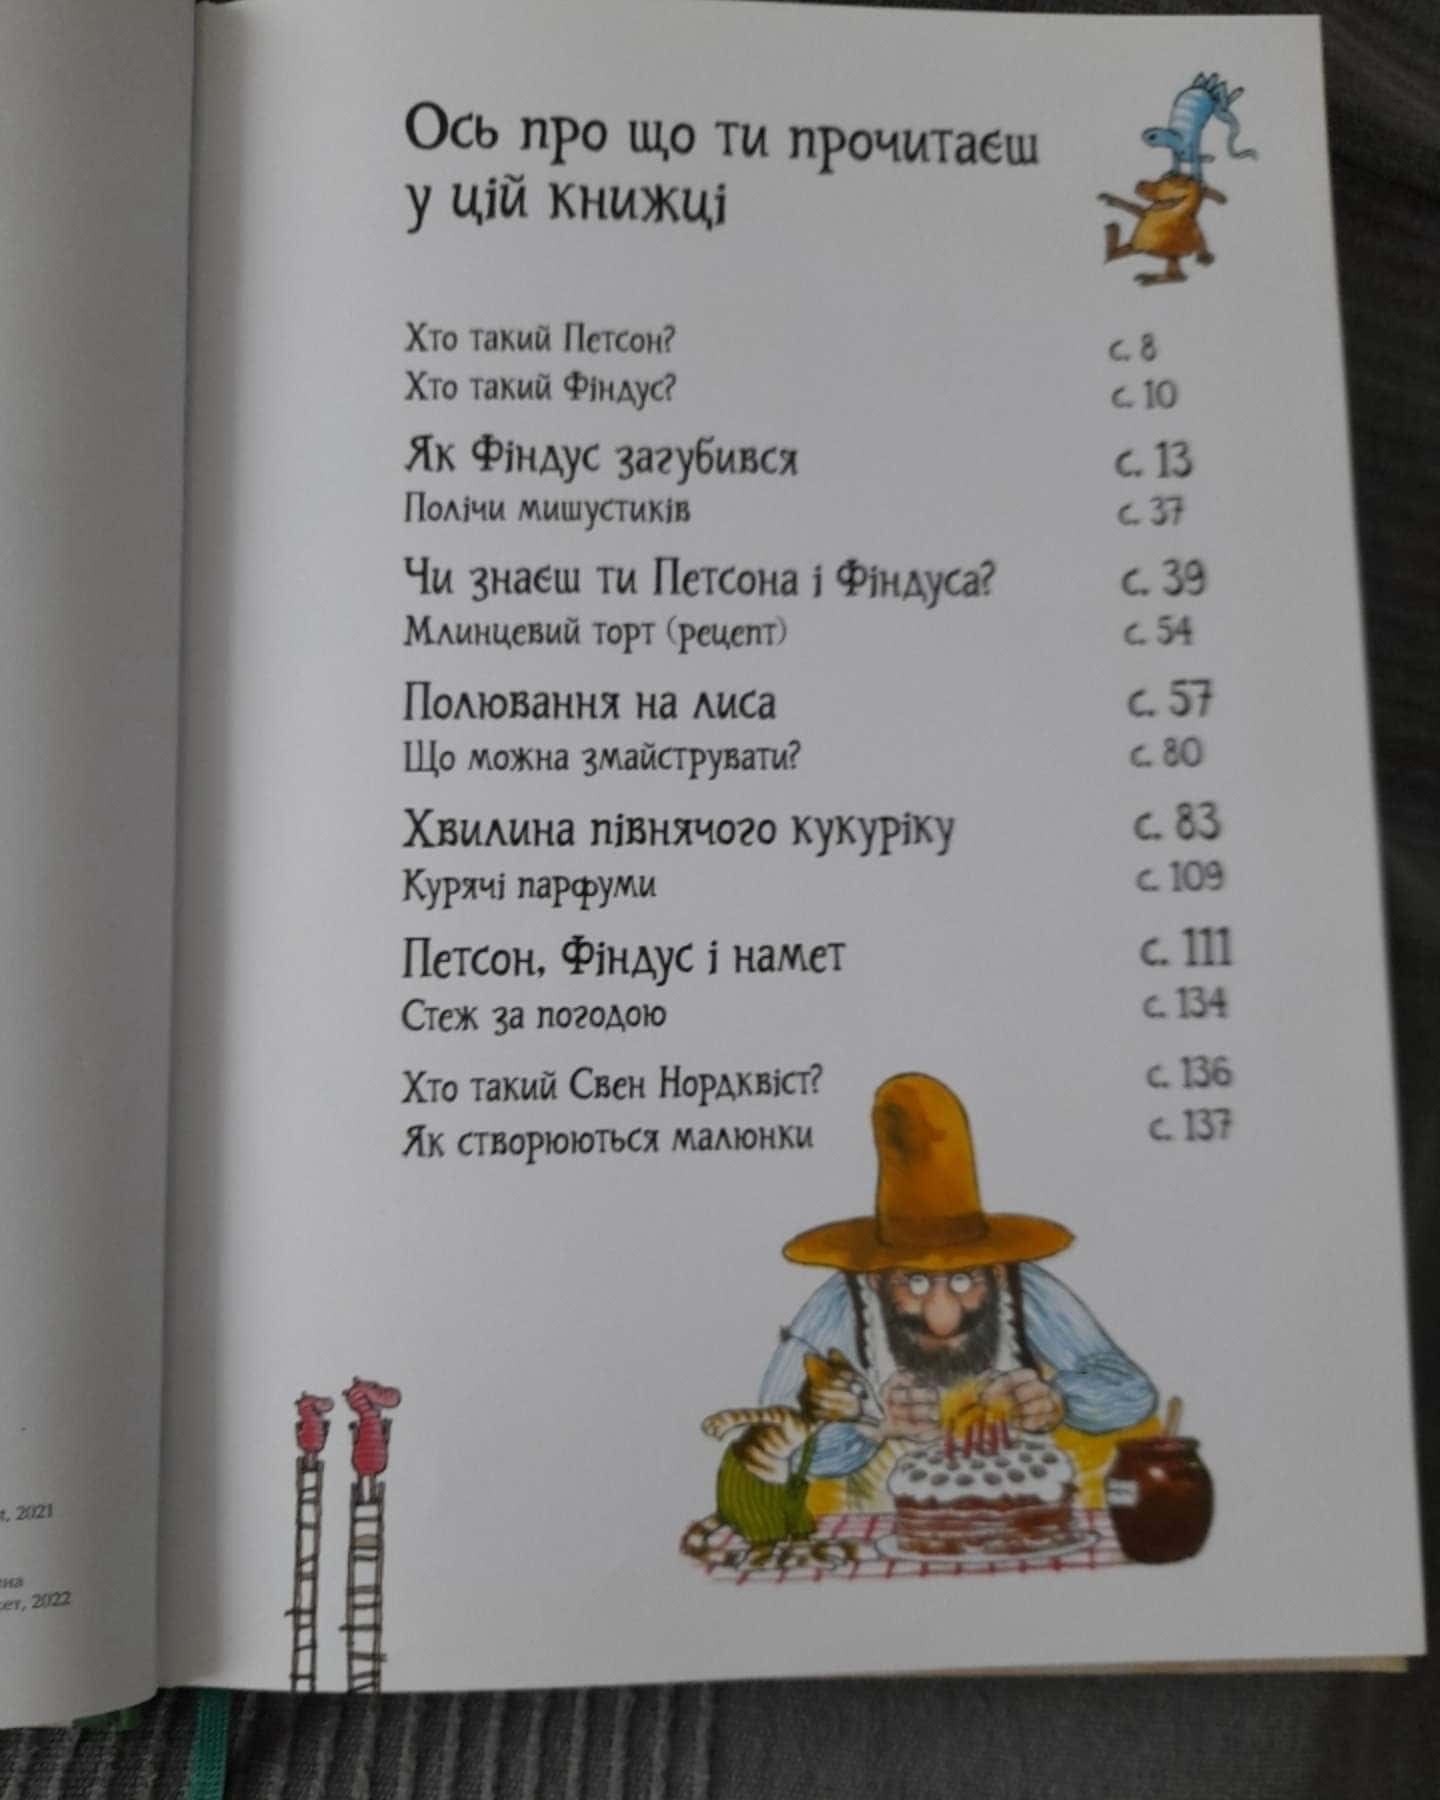 Ось про що ти прочитаєш
у цій книжці
Хто такий Петсон? с. 8
Хто такий Фіндус? с. 10
Як Фіндус загубився с. 13
Полічи мишустиків с. 37
Чи знаєш ти Петсона і Фіндуса? с. 39
Млинцевий торт (рецепт) с. 54
Полювання на лиса с. 57
Що можна змайструвати? с. 80
Хвилина півнячого кукуріку с. 83
Курячі парфуми с. 109
Петсон, Фіндус і намет с. 111
Стеж за погодою с. 134
Хто такий Свен Нордквіст? с. 136
Як створюються малюнки с. 137
2021
2022